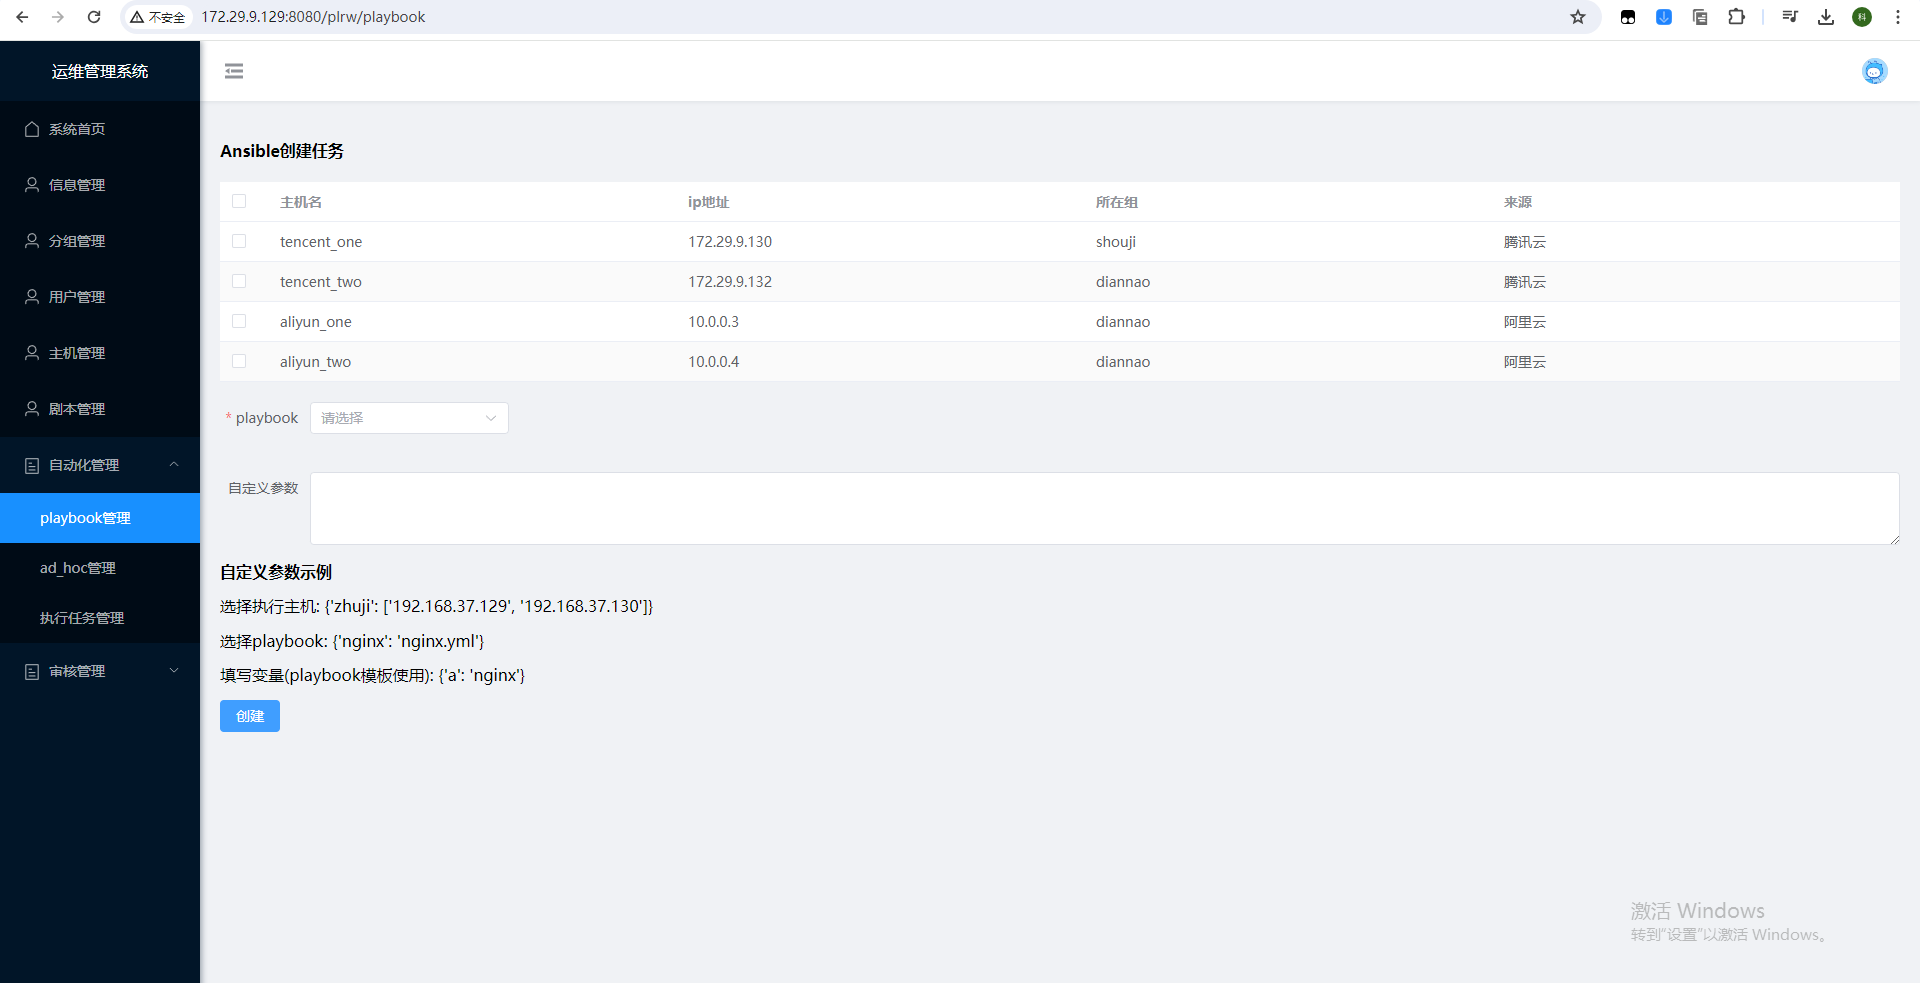 不安全 172.29.9.129:8080/plrw/playbook
科
运维管理系统
系统首页
信息管理
分组管理
用户管理
主机管理
剧本管理
自动化管理
playbook管理
ad_hoc管理
执行任务管理
审核管理
Ansible创建任务
主机名 ip地址 所在组 来源
tencent_one 172.29.9.130 shouji 腾讯云
tencent_two 172.29.9.132 diannao 腾讯云
aliyun_one 10.0.0.3 diannao 阿里云
aliyun_two 10.0.0.4 diannao 阿里云
* playbook 请选择
自定义参数
自定义参数示例
选择执行主机: {'zhuji': ['192.168.37.129', '192.168.37.130']}
选择playbook: {'nginx': 'nginx.yml'}
填写变量(playbook模板使用): {'a': 'nginx'}
创建
激活 Windows
转到“设置”以激活 Windows。